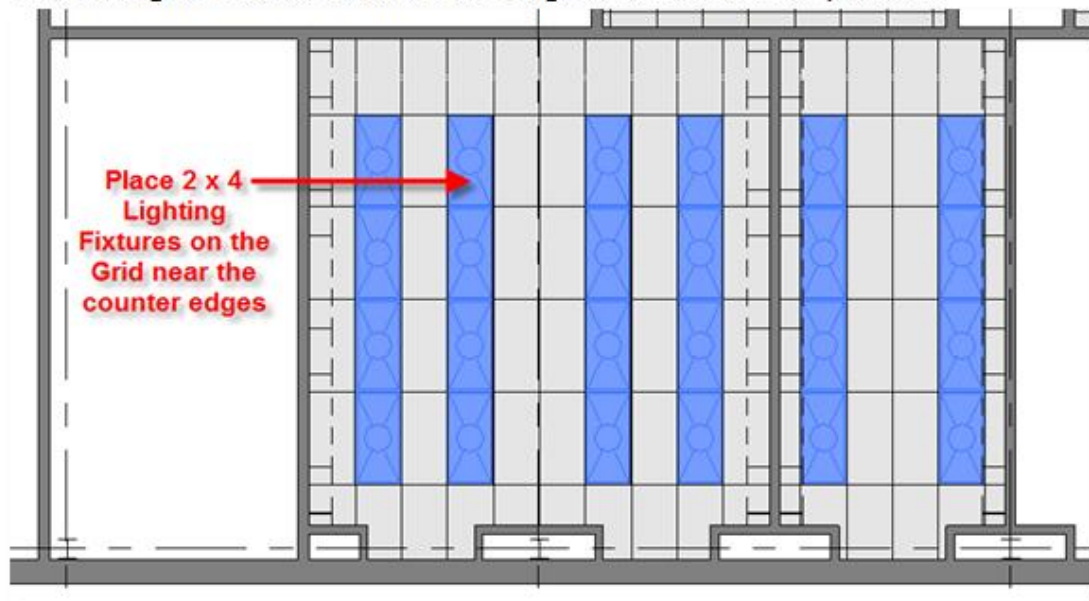 Place 2 x 4
Lighting
Fixtures on the
Grid near the
counter edges